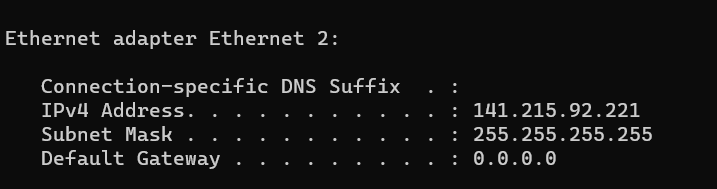 Ethernet adapter Ethernet 2:
Connection-specific DNS Suffix  . :
IPv4 Address. . . . . . . . . . . : 141.215.92.221
Subnet Mask . . . . . . . . . . . : 255.255.255.255
Default Gateway . . . . . . . . . : 0.0.0.0